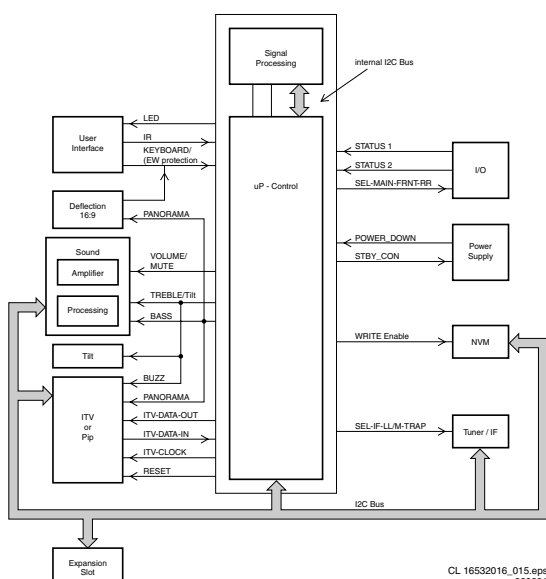 Signal
Processing
internal I2C Bus
uP - Control
User
Interface
LED
IR
KEYBOARD/
(EW protection
Deflection
16:9
PANORAMA
Sound
Amplifier
Processing
VOLUME/
MUTE
TREBLE/Tilt
BASS
Tilt
BUZZ
ITV
or
Pip
PANORAMA
ITV-DATA-OUT
ITV-DATA-IN
ITV-CLOCK
RESET
STATUS 1
STATUS 2
SEL-MAIN-FRNT-RR
I/O
POWER_DOWN
STBY_CON
Power
Supply
WRITE Enable
NVM
SEL-IF-LL/M-TRAP
Tuner / IF
I2C Bus
Expansion
Slot
CL 16532016_015.eps